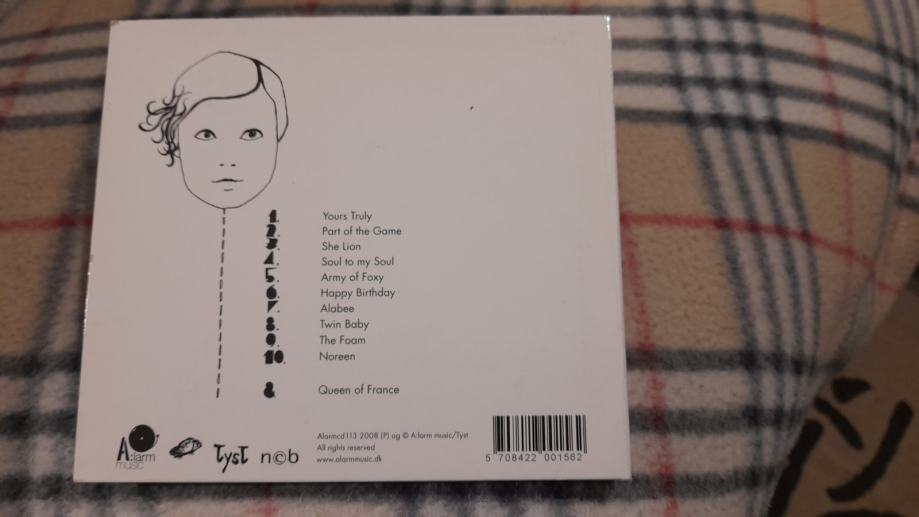 1. Yours Truly
2. Part of the Game
3. She Lion
4. Soul to my Soul
5. Army of Foxy
6. Happy Birthday
7. Alabee
8. Twin Baby
9. The Foam
10. Noreen
& Queen of France
A:larm
music
Tyst
n©b
Alarmcd113 2008 (P) og © A:larm music/Tyst
All rights reserved
www.alarmmusic.dk
5 708422 001562